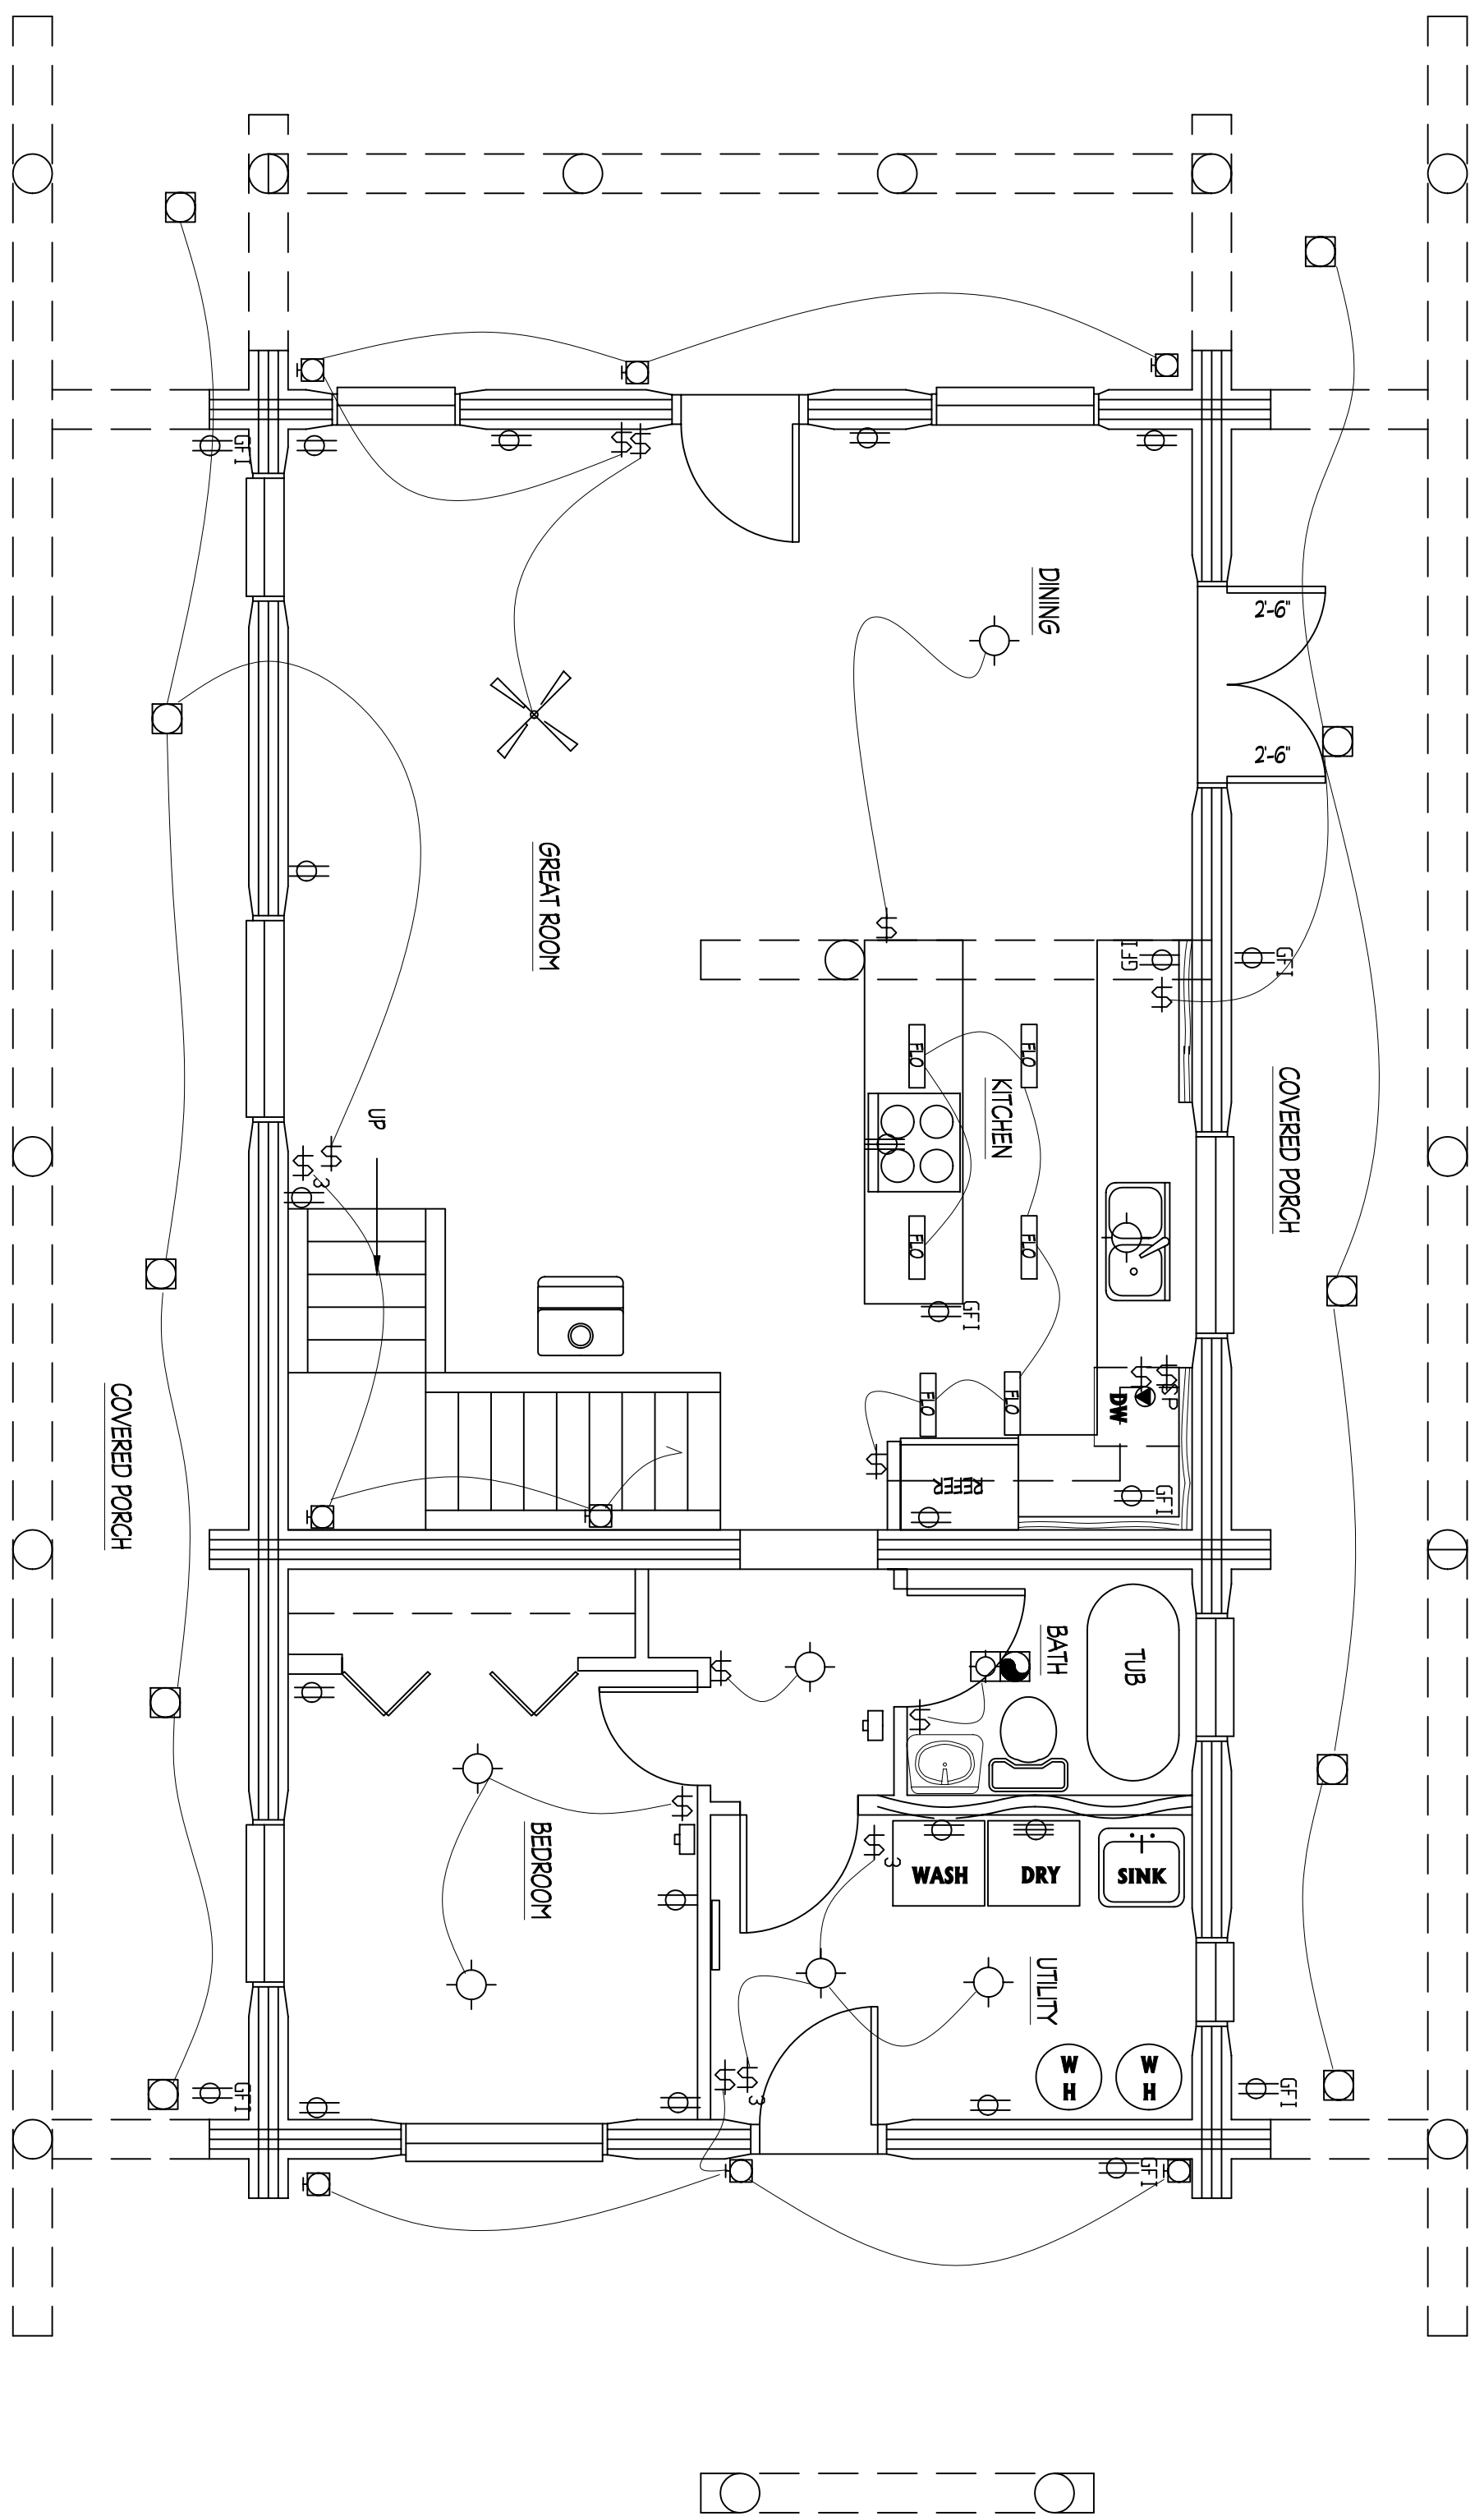 COVERED PORCH
GFI
GFI
GFI
2'-6"
2'-6"
DINING
GFI
GFI
KITCHEN
FLO
FLO
FLO
FLO
FLO
FLO
GFI
DW
GFI
REFER
GREAT ROOM
UP
3
TUB
BATH
SINK
DRY
WASH
3
UTILITY
W
H
W
H
3
BEDROOM
GFI
GFI
GFI
COVERED PORCH